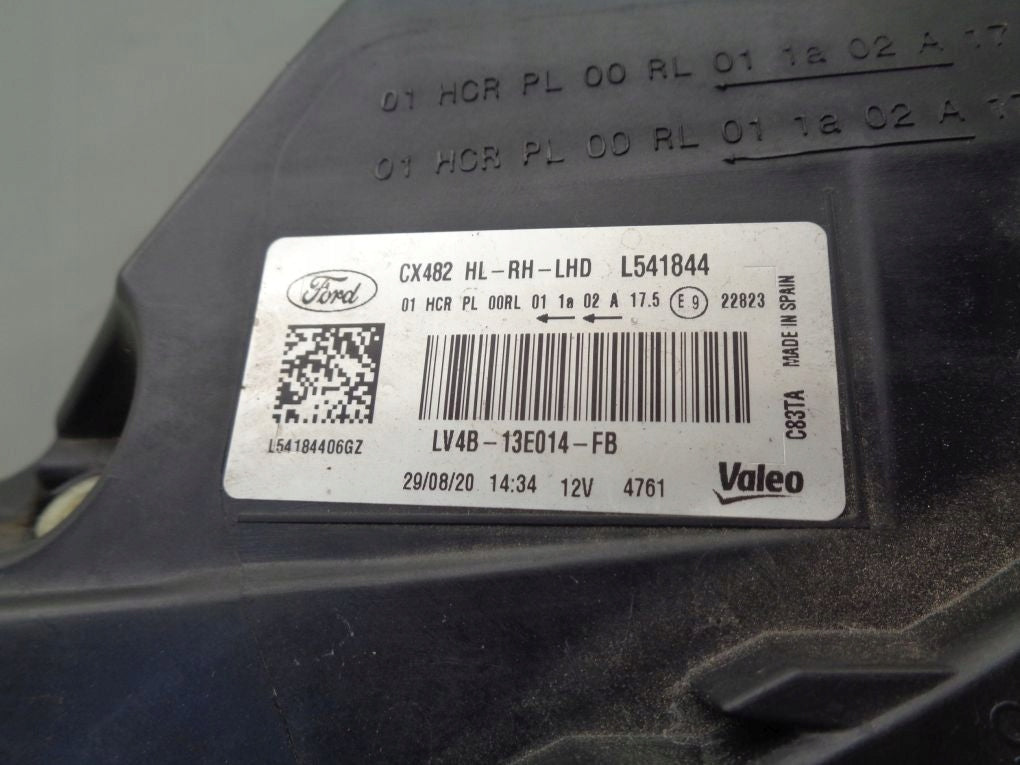 01 HCR PL 00 RL 01 1a 02 A 17
01 HCR PL 00 RL 01 1a 02 A 17
Ford
CX482 HL-RH-LHD L541844
01 HCR PL 00RL 01 1a 02 A 17.5 E9 22823
L54184406GZ
LV4B-13E014-FB
29/08/20 14:34 12V 4761
Valeo
C83TA MADE IN SPAIN